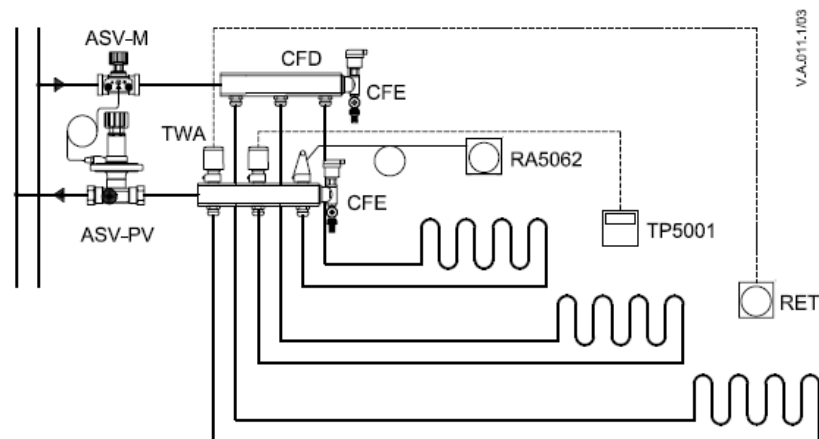 ASV-M
CFD
CFE
V.A.011.1/03
TWA
RA5062
CFE
ASV-PV
TP5001
RET